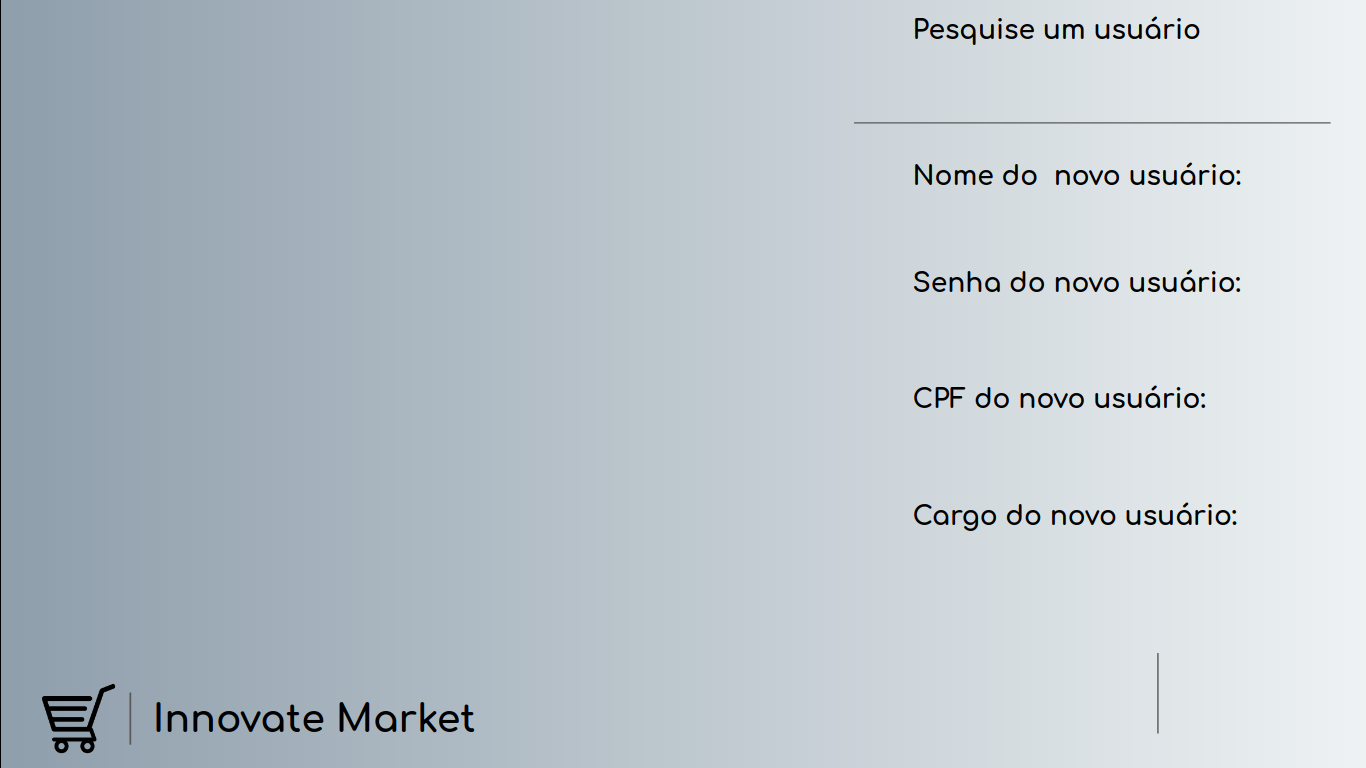 Pesquise um usuário
Nome do  novo usuário:
Senha do novo usuário:
CPF do novo usuário:
Cargo do novo usuário:
Innovate Market